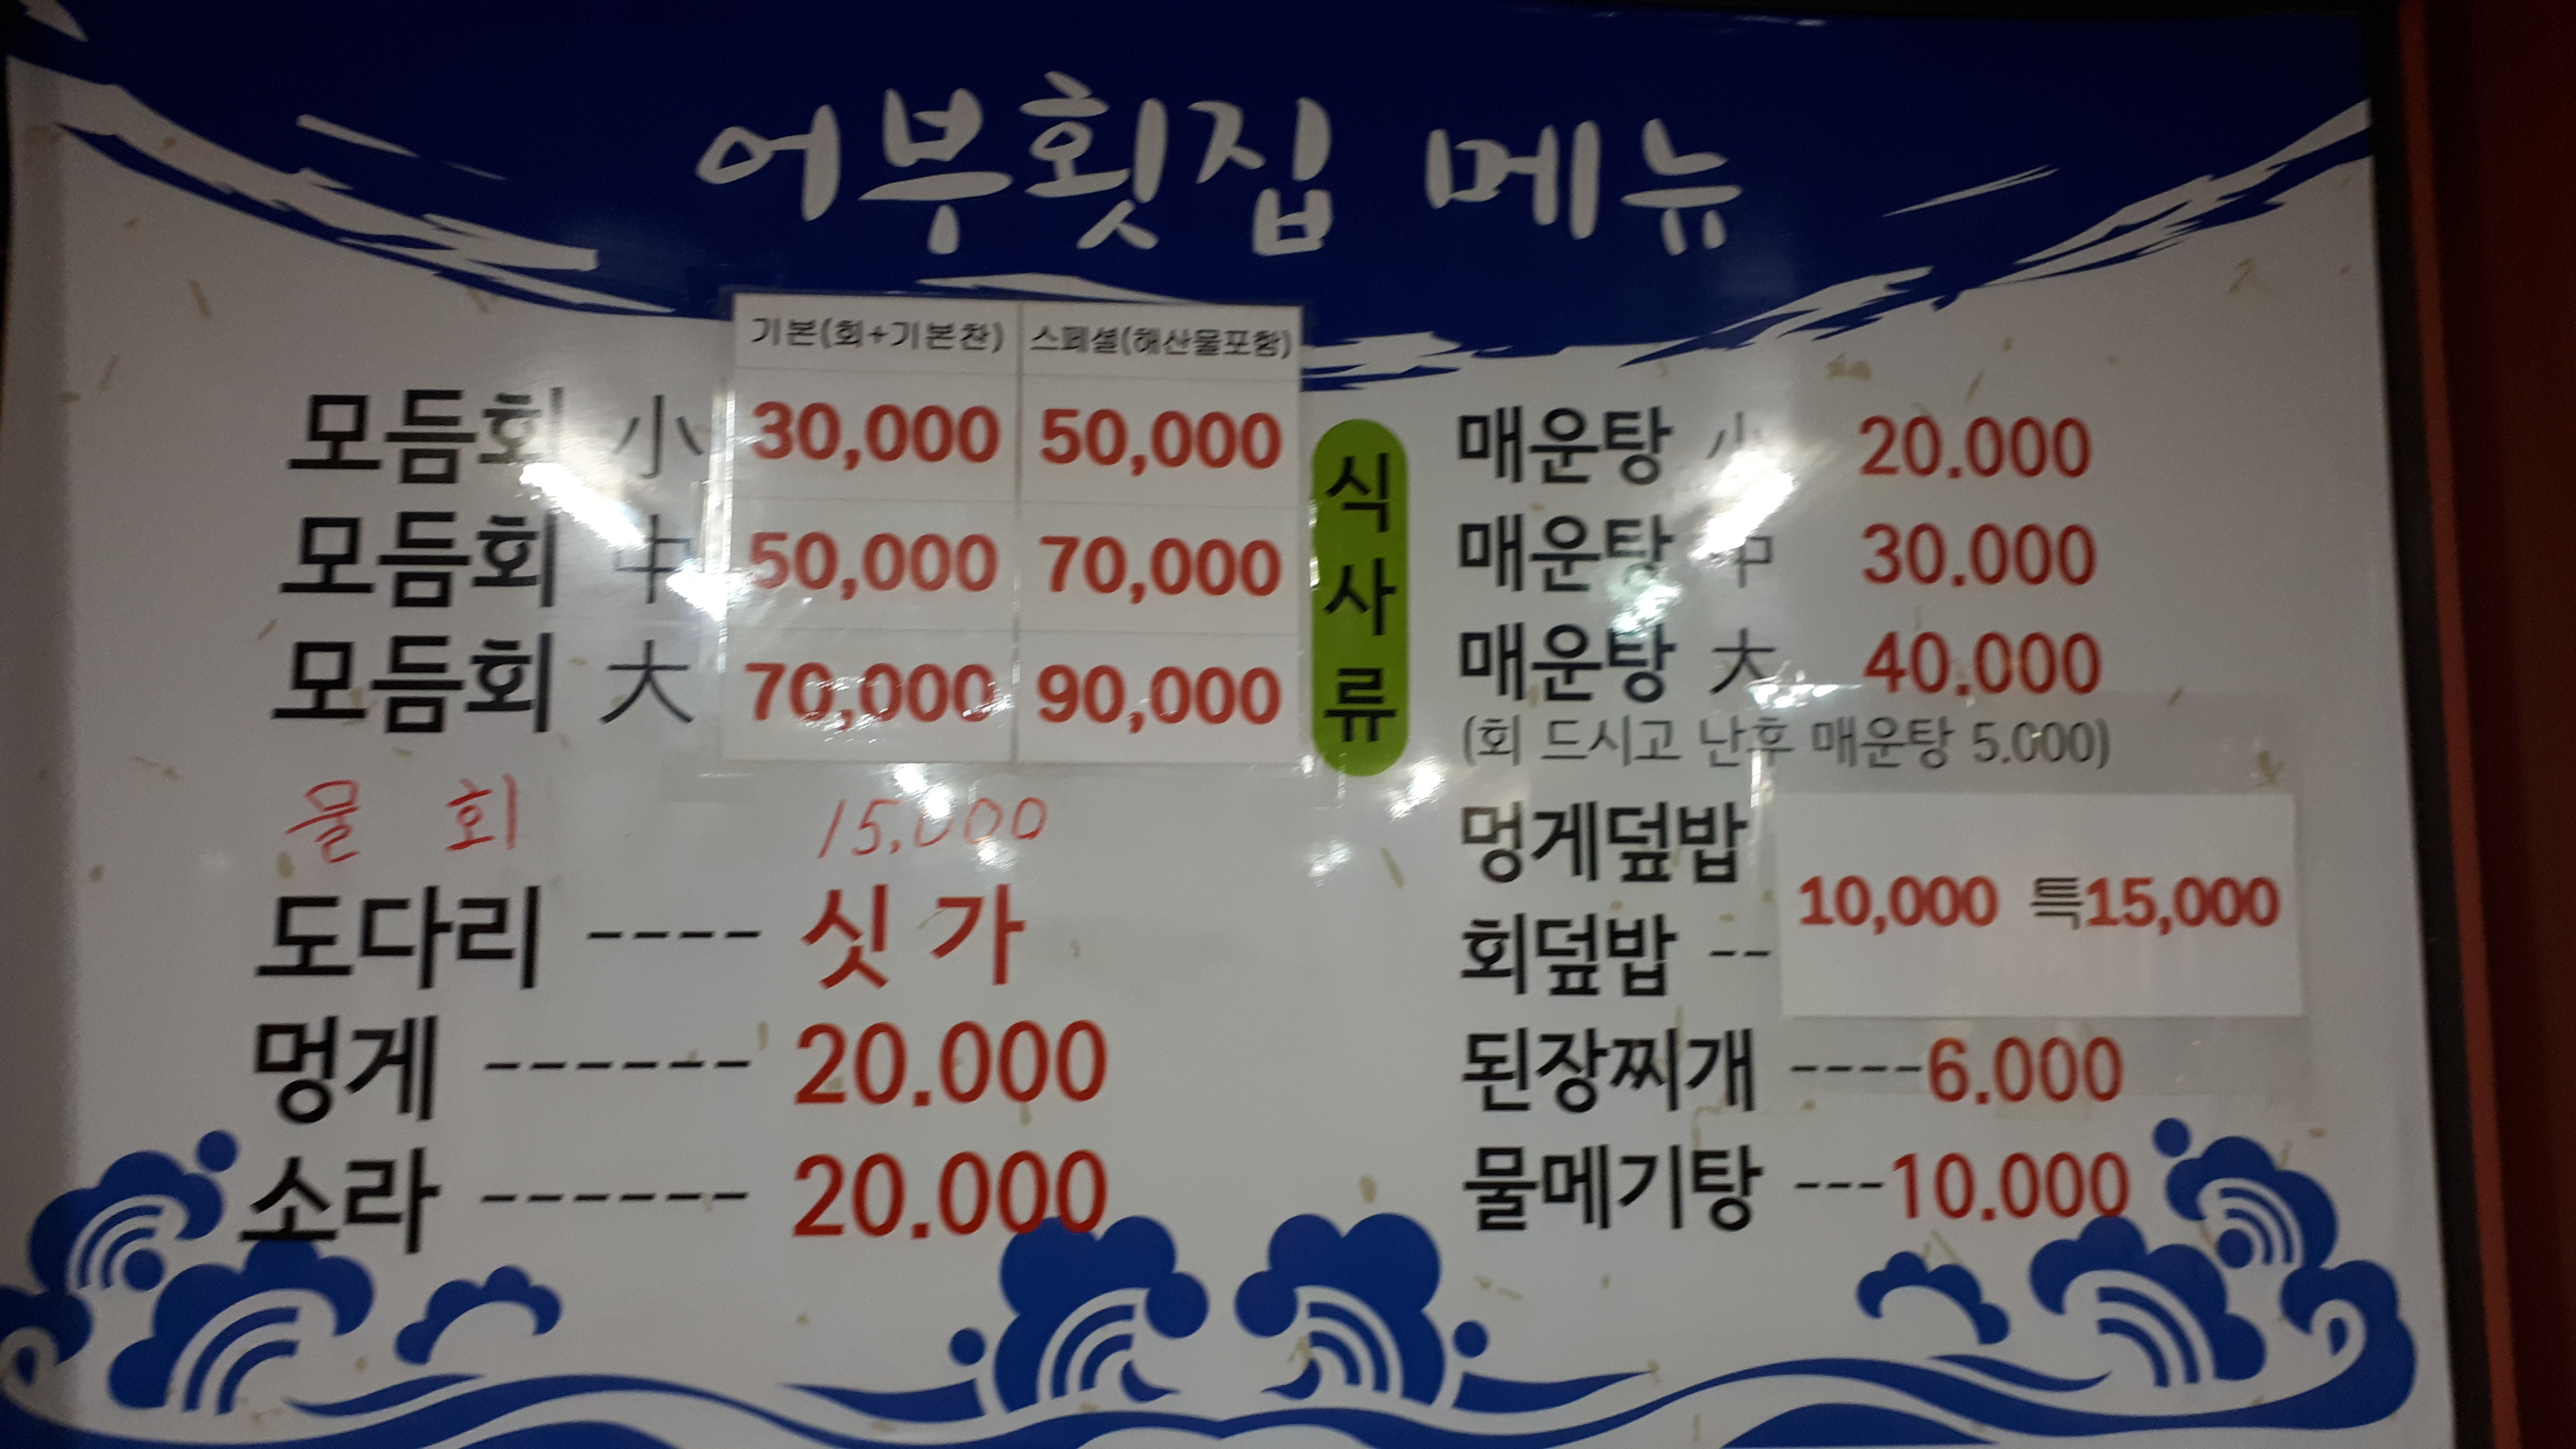 어부횟집 메뉴
기본(회+기본찬) 스페셜(해산물포함)
모듬회 小 30,000 50,000
모듬회 中 50,000 70,000
모듬회 大 70,000 90,000
물 회 15,000
도다리 ---- 싯가
멍게 ------ 20.000
소라 ------ 20.000
식사류
매운탕 小 20.000
매운탕 中 30.000
매운탕 大 40.000
(회 드시고 난후 매운탕 5.000)
멍게덮밥
10,000 특15,000
회덮밥 --
된장찌개 ----6.000
물메기탕 ---10.000